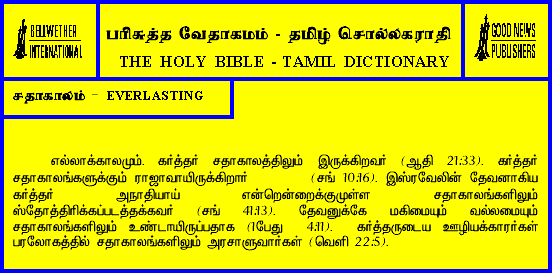 BELLWETHER
INTERNATIONAL
பரிசுத்த வேதாகமம் - தமிழ் சொல்லகராதி
THE HOLY BIBLE - TAMIL DICTIONARY
GOOD NEWS
PUBLISHERS
சதாகாலம் - EVERLASTING
எல்லாக்காலமும். கர்த்தர் சதாகாலத்திலும் இருக்கிறவர் (ஆதி 21:33). கர்த்தர்
சதாகாலங்களுக்கும் ராஜாவாயிருக்கிறார் (சங் 10:16). இஸ்ரவேலின் தேவனாகிய
கர்த்தர் அநாதியாய் என்றென்றைக்குமுள்ள சதாகாலங்களிலும்
ஸ்தோத்திரிக்கப்படத்தக்கவர் (சங் 41:13). தேவனுக்கே மகிமையும் வல்லமையும்
சதாகாலங்களிலும் உண்டாயிருப்பதாக (1பேது 4:11). கர்த்தருடைய ஊழியக்காரர்கள்
பரலோகத்தில் சதாகாலங்களிலும் அரசாளுவார்கள் (வெளி 22:5).